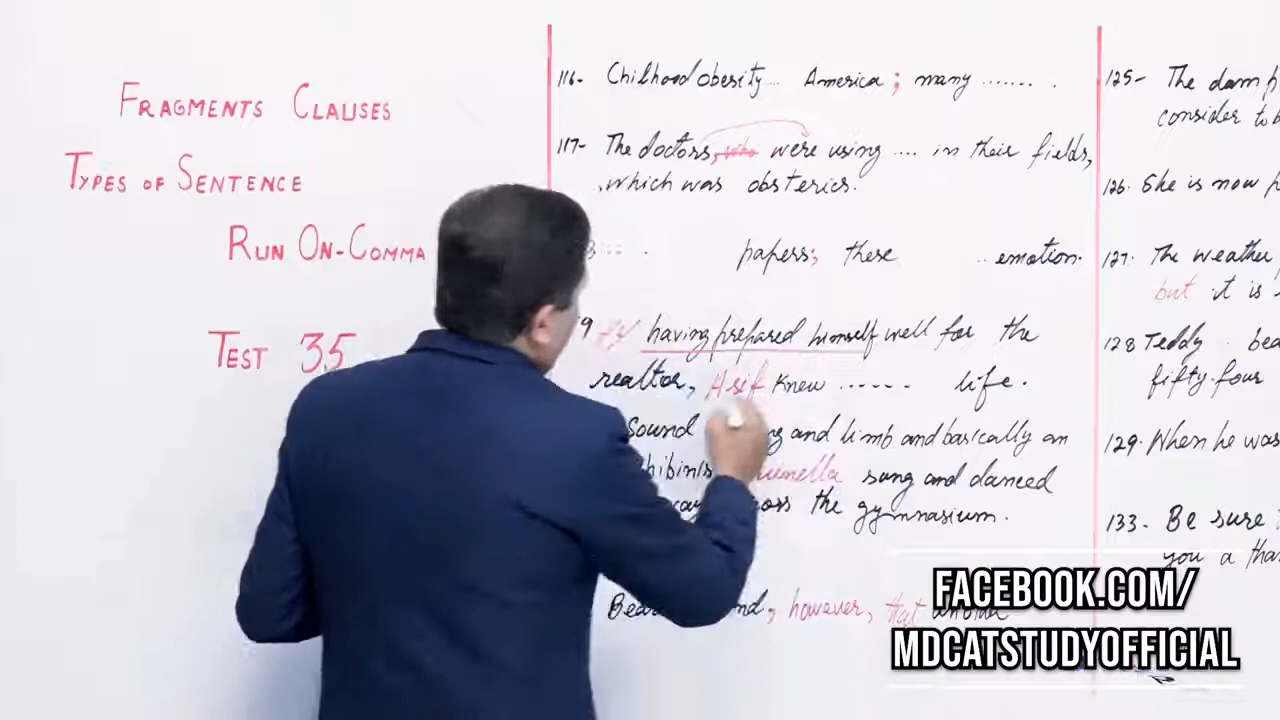 FRAGMENTS CLAUSES
TYPES OF SENTENCE
RUN ON-COMMA
TEST 35
116- Chilhood obesity... America; many ........
117- The doctors, who were using .... in their fields,
,which was obsterics.
papers; these .. emotion.
9 having prepared himself well for the
realtor, Asif Knew ...... life.
Sound and limb and basically an
sang and danced
the gymnasium.
, however, that
125- The dam
consider to
126. She is now
127. The weather
but it is
128 Teddy
fifty-four
129. When he was
133. Be sure
you a
FACEBOOK.COM/
MDCATSTUDYOFFICIAL